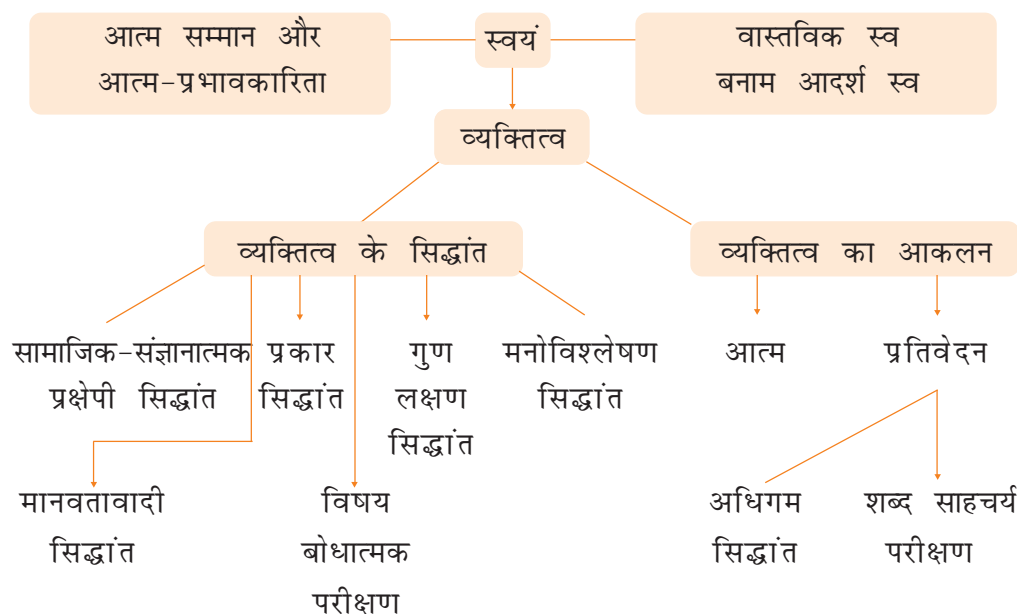 आत्म सम्मान और
आत्म-प्रभावकारिता
स्वयं
वास्तविक स्व
बनाम आदर्श स्व
व्यक्तित्व
व्यक्तित्व के सिद्धांत
व्यक्तित्व का आकलन
सामाजिक-संज्ञानात्मक
प्रक्षेपी सिद्धांत
प्रकार
सिद्धांत
गुण
लक्षण
सिद्धांत
मनोविश्लेषण
सिद्धांत
आत्म
प्रतिवेदन
मानवतावादी
सिद्धांत
विषय
बोधात्मक
परीक्षण
अधिगम
सिद्धांत
शब्द साहचर्य
परीक्षण